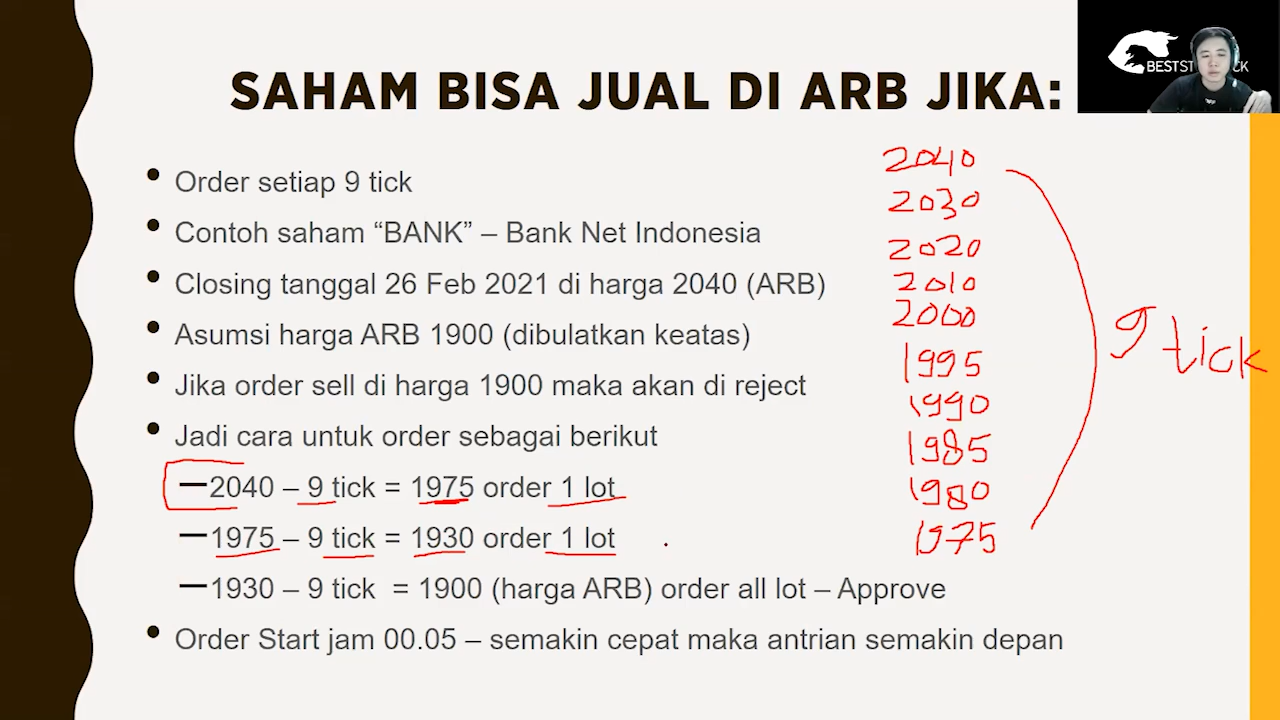 BESTST CK
SAHAM BISA JUAL DI ARB JIKA:
• Order setiap 9 tick
• Contoh saham “BANK” – Bank Net Indonesia
• Closing tanggal 26 Feb 2021 di harga 2040 (ARB)
• Asumsi harga ARB 1900 (dibulatkan keatas)
• Jika order sell di harga 1900 maka akan di reject
• Jadi cara untuk order sebagai berikut
–2040 – 9 tick = 1975 order 1 lot
–1975 – 9 tick = 1930 order 1 lot
–1930 – 9 tick = 1900 (harga ARB) order all lot – Approve
• Order Start jam 00.05 – semakin cepat maka antrian semakin depan
2040
2030
2020
2010
2000
1995
1990
1985
1980
1975
9 tick